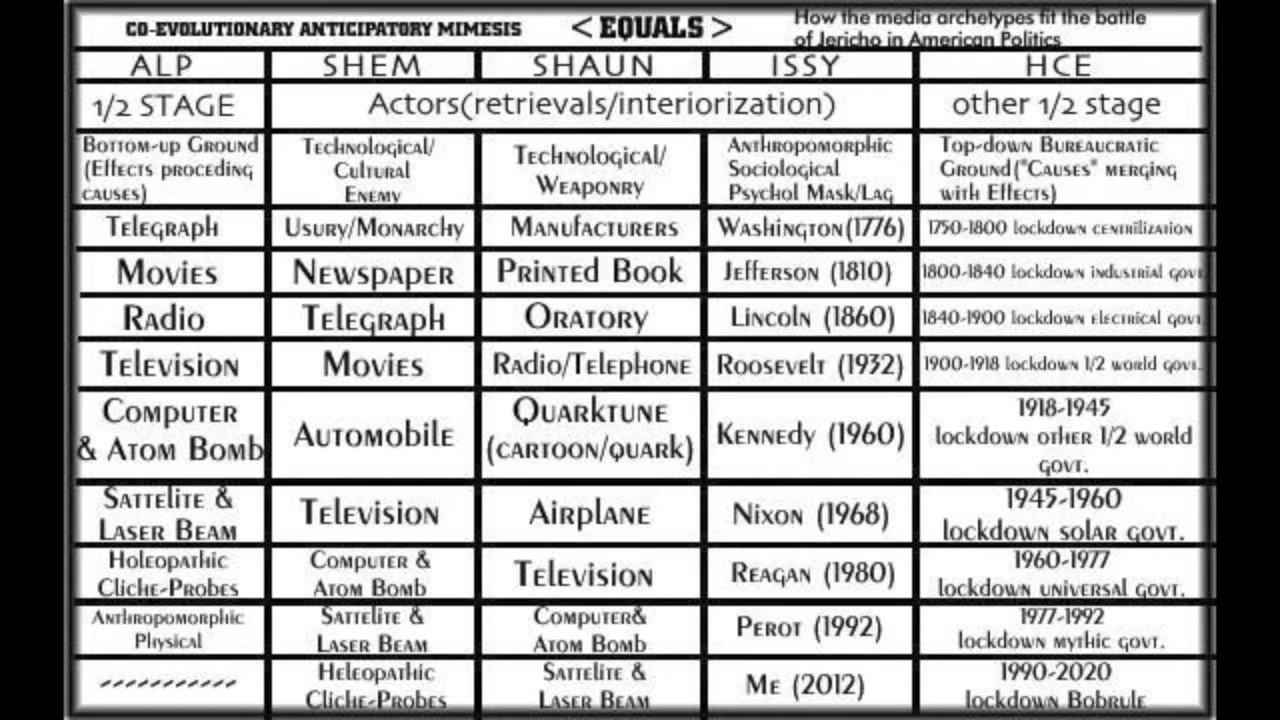 CO-EVOLUTIONARY ANTICIPATORY MIMESIS
< EQUALS >
How the media archetypes fit the battle
of Jericho in American Politics
ALP
SHEM
SHAUN
ISSY
HCE
1/2 STAGE
Actors(retrievals/interiorization)
other 1/2 stage
Bottom-up Ground
(Effects proceding
causes)
Technological/
Cultural
Enemy
Technological/
Weaponry
Anthropomorphic
Sociological
Psychol Mask/Lag
Top-down Bureaucratic
Ground("Causes" merging
with Effects)
Telegraph
Usury/Monarchy
Manufacturers
Washington(1776)
1750-1800 lockdown centrilization
Movies
Newspaper
Printed Book
Jefferson (1810)
1800-1840 lockdown industrial govt
Radio
Telegraph
Oratory
Lincoln (1860)
1840-1900 lockdown electrical govt
Television
Movies
Radio/Telephone
Roosevelt (1932)
1900-1918 lockdown 1/2 world govt.
Computer
& Atom Bomb
Automobile
Quarktune
(cartoon/quark)
Kennedy (1960)
1918-1945
lockdown other 1/2 world
govt.
Sattelite &
Laser Beam
Television
Airplane
Nixon (1968)
1945-1960
lockdown solar govt.
Holeopathic
Cliche-Probes
Computer &
Atom Bomb
Television
Reagan (1980)
1960-1977
lockdown universal govt.
Anthropomorphic
Physical
Sattelite &
Laser Beam
Computer&
Atom Bomb
Perot (1992)
1977-1992
lockdown mythic govt.
Heleopathic
Cliche-Probes
Sattelite &
Laser Beam
Me (2012)
1990-2020
lockdown Bobrule